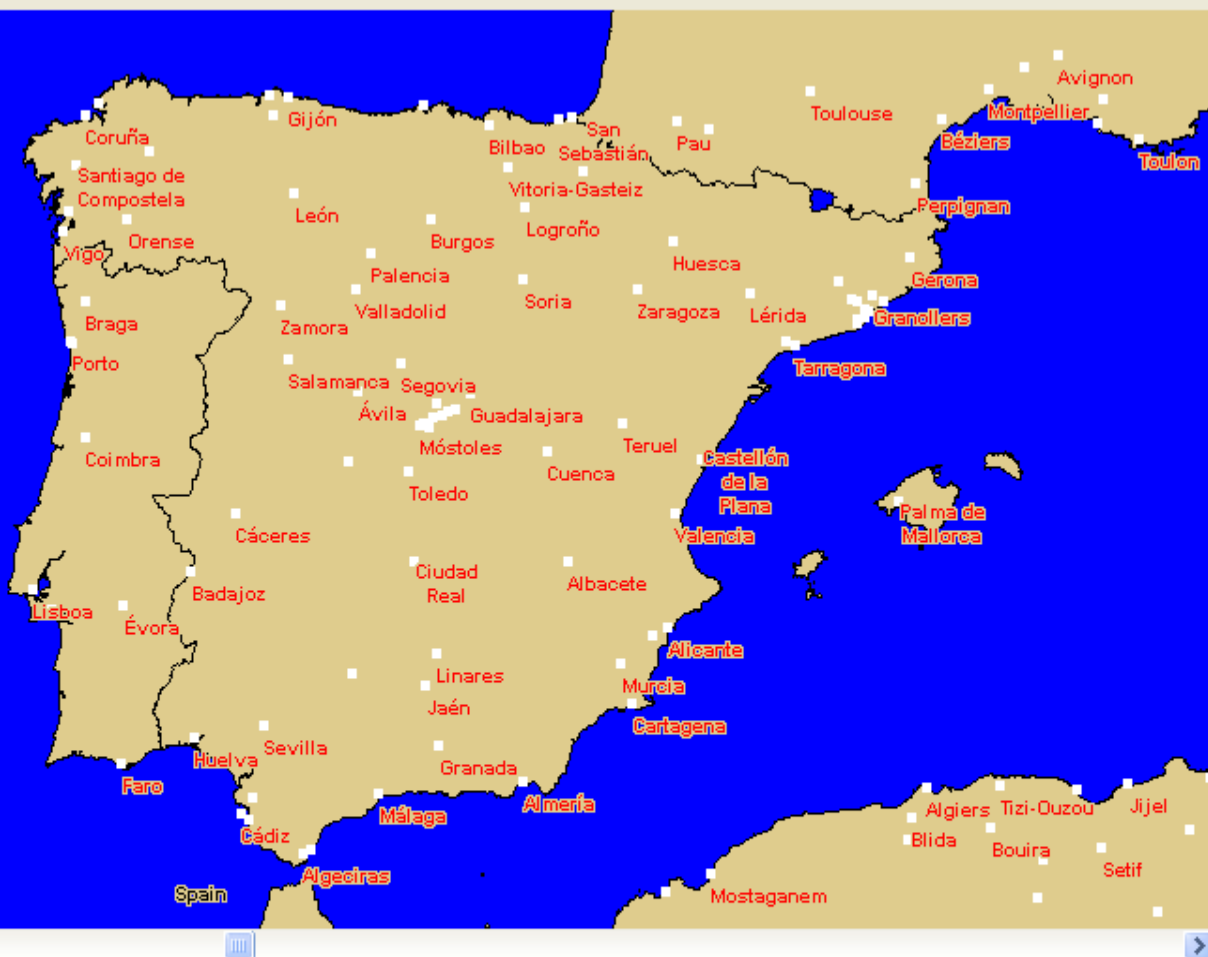 Avignon
Toulouse
Montpellier
Gijón
Coruña
San
Sebastián
Bilbao
Pau
Béziers
Toulon
Santiago de
Compostela
Vitoria-Gasteiz
León
Perpignan
Logroño
Orense
Burgos
Vigo
Huesca
Palencia
Gerona
Soria
Valladolid
Zaragoza
Lérida
Granollers
Braga
Zamora
Porto
Tarragona
Salamanca
Segovia
Ávila
Guadalajara
Móstoles
Teruel
Coimbra
Castellón
de la
Plana
Cuenca
Toledo
Palma de
Mallorca
Cáceres
Valencia
Ciudad
Real
Albacete
Badajoz
Lisboa
Évora
Alicante
Linares
Murcia
Jaén
Cartagena
Sevilla
Huelva
Granada
Faro
Almería
Málaga
Algiers
Tizi-Ouzou
Jijel
Cádiz
Blida
Bouira
Setif
Algeciras
Spain
Mostaganem